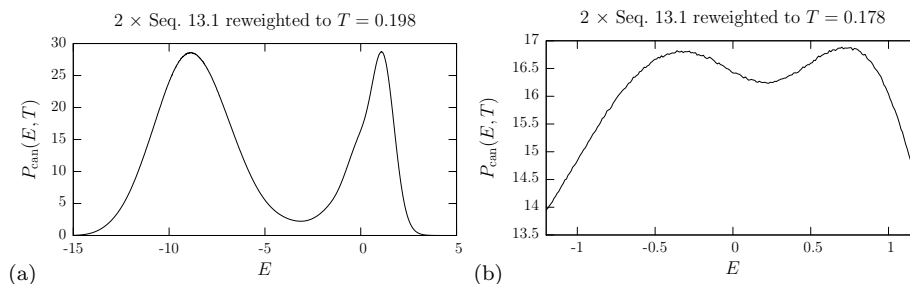 2 × Seq. 13.1 reweighted to T = 0.198
P_can(E, T)
30
25
20
15
10
5
0
-15 -10 -5 0 5
E
(a)
2 × Seq. 13.1 reweighted to T = 0.178
P_can(E, T)
17
16.5
16
15.5
15
14.5
14
13.5
-1 -0.5 0 0.5 1
E
(b)